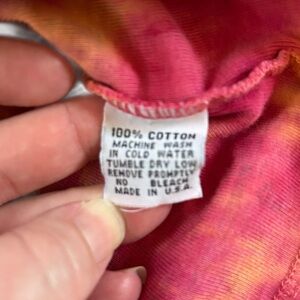 100% COTTON
MACHINE WASH
IN COLD WATER
TUMBLE DRY LOW
REMOVE PROMPTLY
NO BLEACH
MADE IN U.S.A.